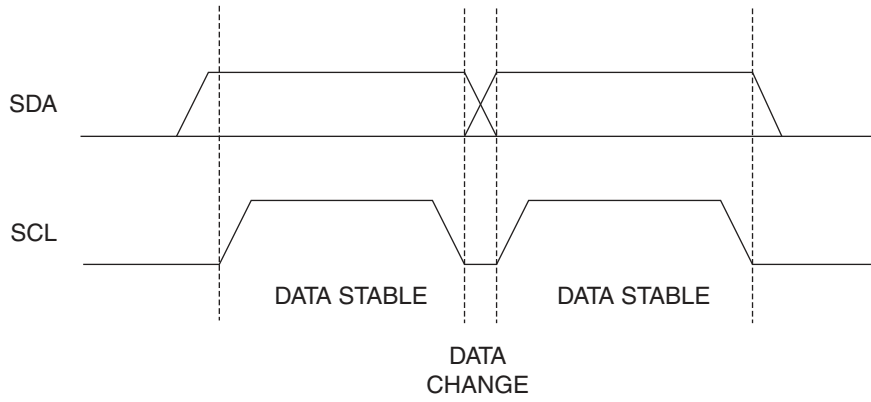 SDA
SCL
DATA STABLE
DATA STABLE
DATA
CHANGE